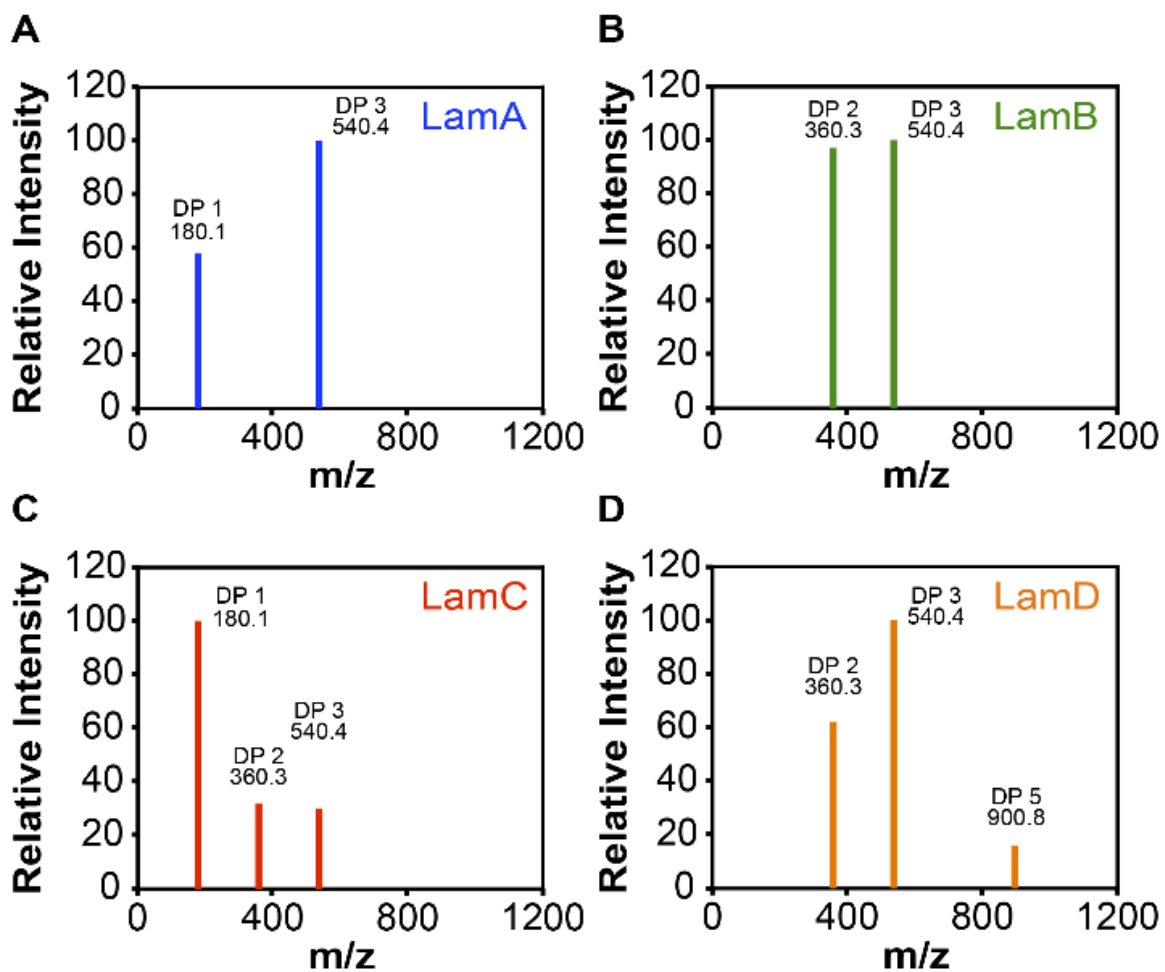 A
120
100
80
60
40
20
0
Relative Intensity
DP 1
180.1
DP 3
540.4
LamA
0 400 800 1200
m/z
B
120
100
80
60
40
20
0
Relative Intensity
DP 2
360.3
DP 3
540.4
LamB
0 400 800 1200
m/z
C
120
100
80
60
40
20
0
Relative Intensity
DP 1
180.1
DP 2
360.3
DP 3
540.4
LamC
0 400 800 1200
m/z
D
120
100
80
60
40
20
0
Relative Intensity
DP 2
360.3
DP 3
540.4
DP 5
900.8
LamD
0 400 800 1200
m/z